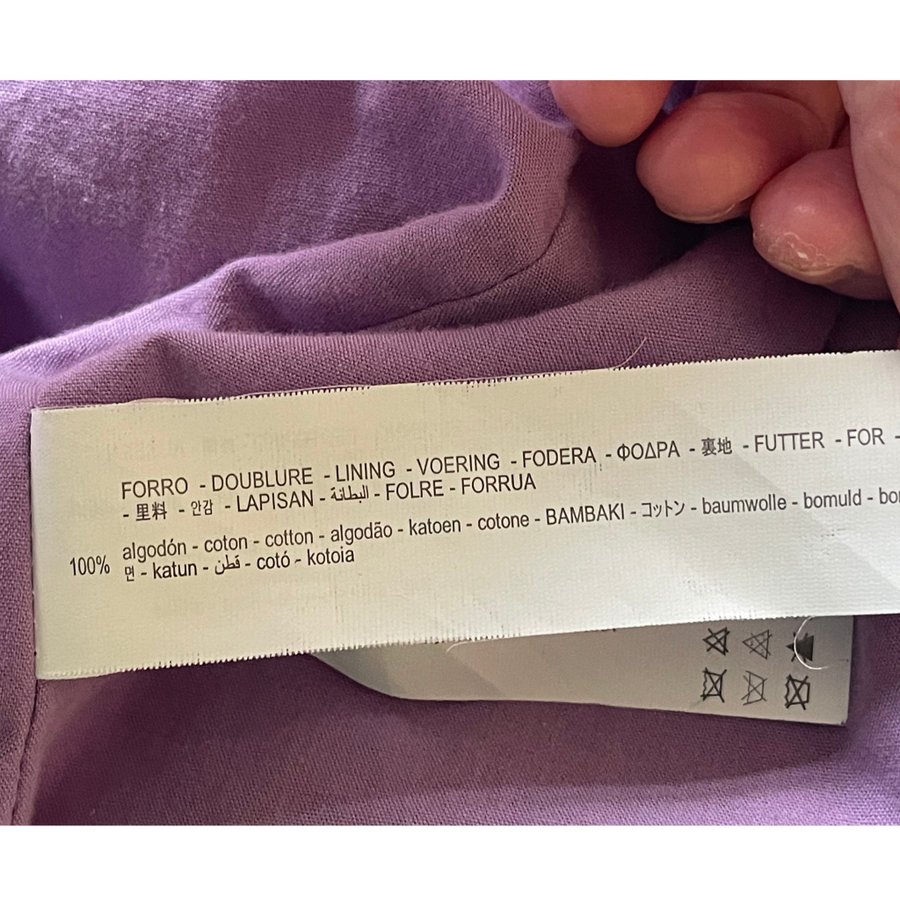 FORRO - DOUBLURE - LINING - VOERING - FODERA - ΦΟΔΡΑ - 裏地 - FUTTER - FOR -
- 里料 - 안감 - LAPISAN - البطانة - FOLRE - FORRUA
100% algodón - coton - cotton - algodão - katoen - cotone - BAMBAKI - コットン - baumwolle - bomuld -
면 - katun - قطن - cotó - kotoia